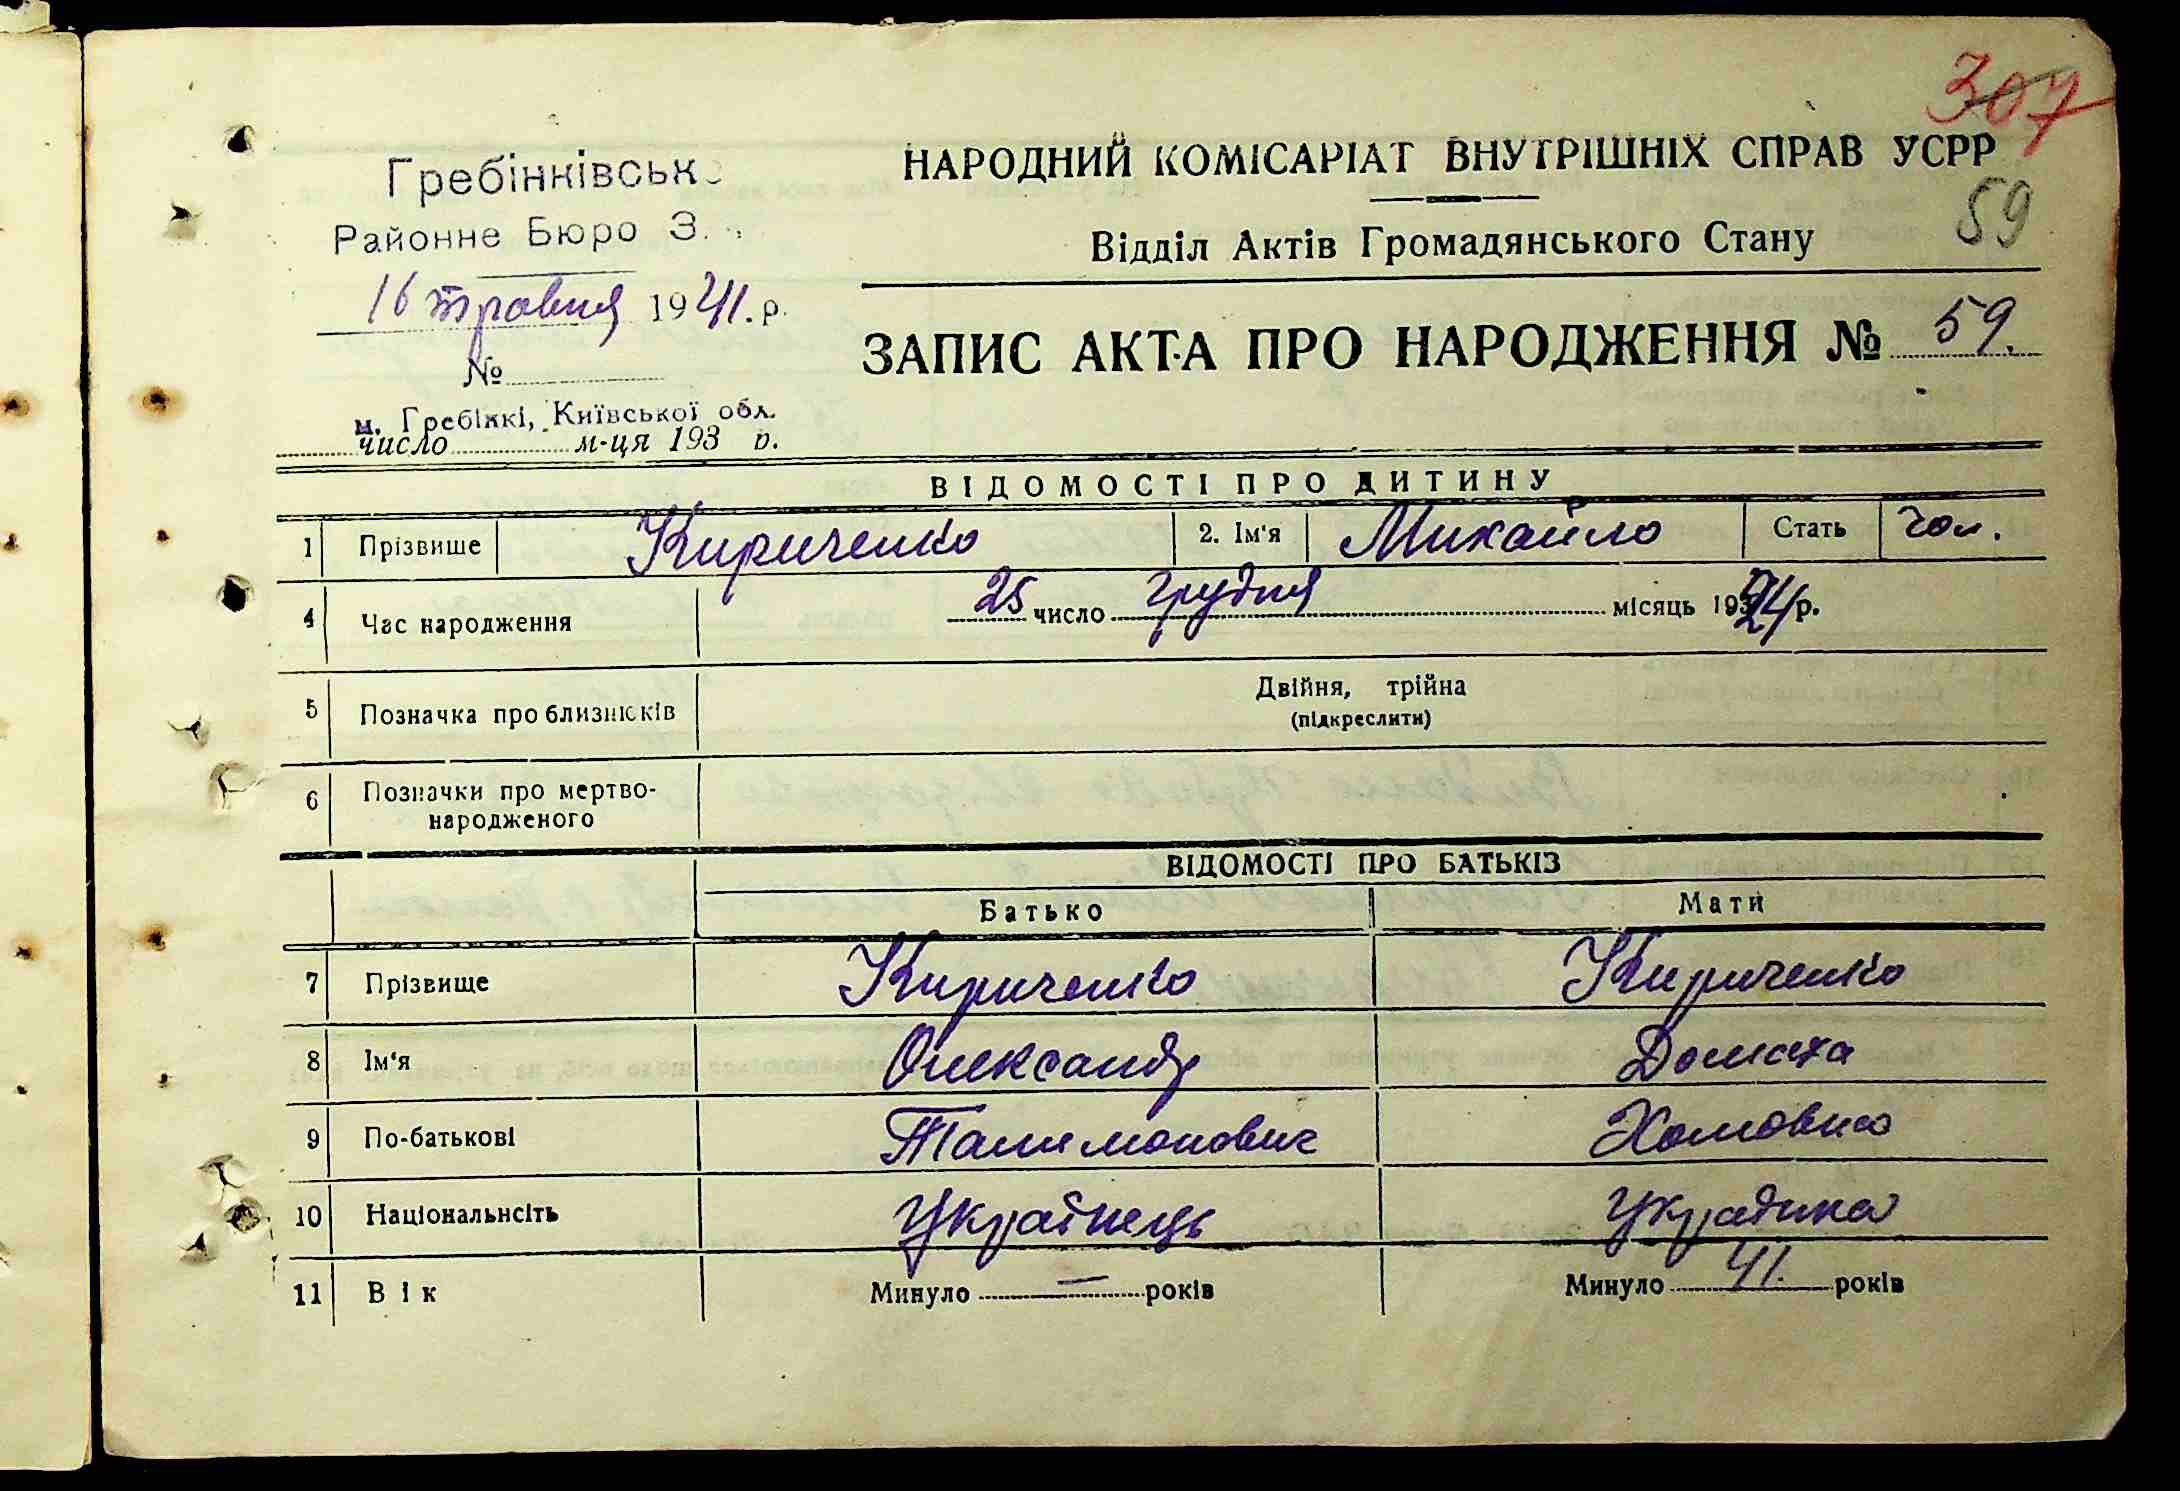 307
Гребінківськ
Районне Бюро З.
16 травня 1941.р.
№
м. Гребінкі, Київської обл.
число м-ця 193 р.
НАРОДНИЙ КОМІСАРІАТ ВНУТРІШНІХ СПРАВ УСРР
59
Відділ Актів Громадянського Стану
ЗАПИС АКТА ПРО НАРОДЖЕННЯ № 59.
ВІДОМОСТІ ПРО ДИТИНУ
1 Прізвище Кириченко 2. Ім'я Михайло Стать чол.
4 Час народження 25 число грудня місяць 1924 р.
5 Позначка про близнюків Двійня, трійна
(підкреслити)
6 Позначки про мертво-
народженого
ВІДОМОСТІ ПРО БАТЬКІВ
Батько Мати
7 Прізвище Кириченко Кириченко
8 Ім'я Олександр Домаха
9 По-батькові Хомовна
10 Національнсіть Українець Українка
11 Вік Минуло — років Минуло 41. років